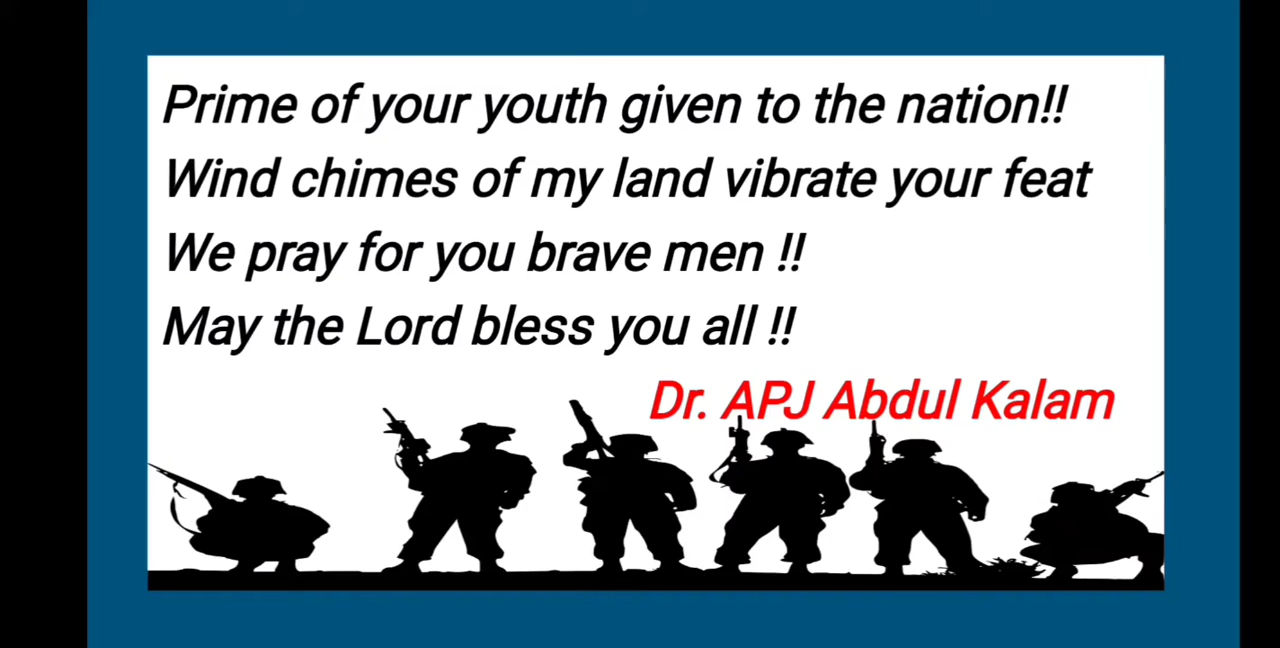 Prime of your youth given to the nation!!
Wind chimes of my land vibrate your feat
We pray for you brave men !!
May the Lord bless you all !!
Dr. APJ Abdul Kalam